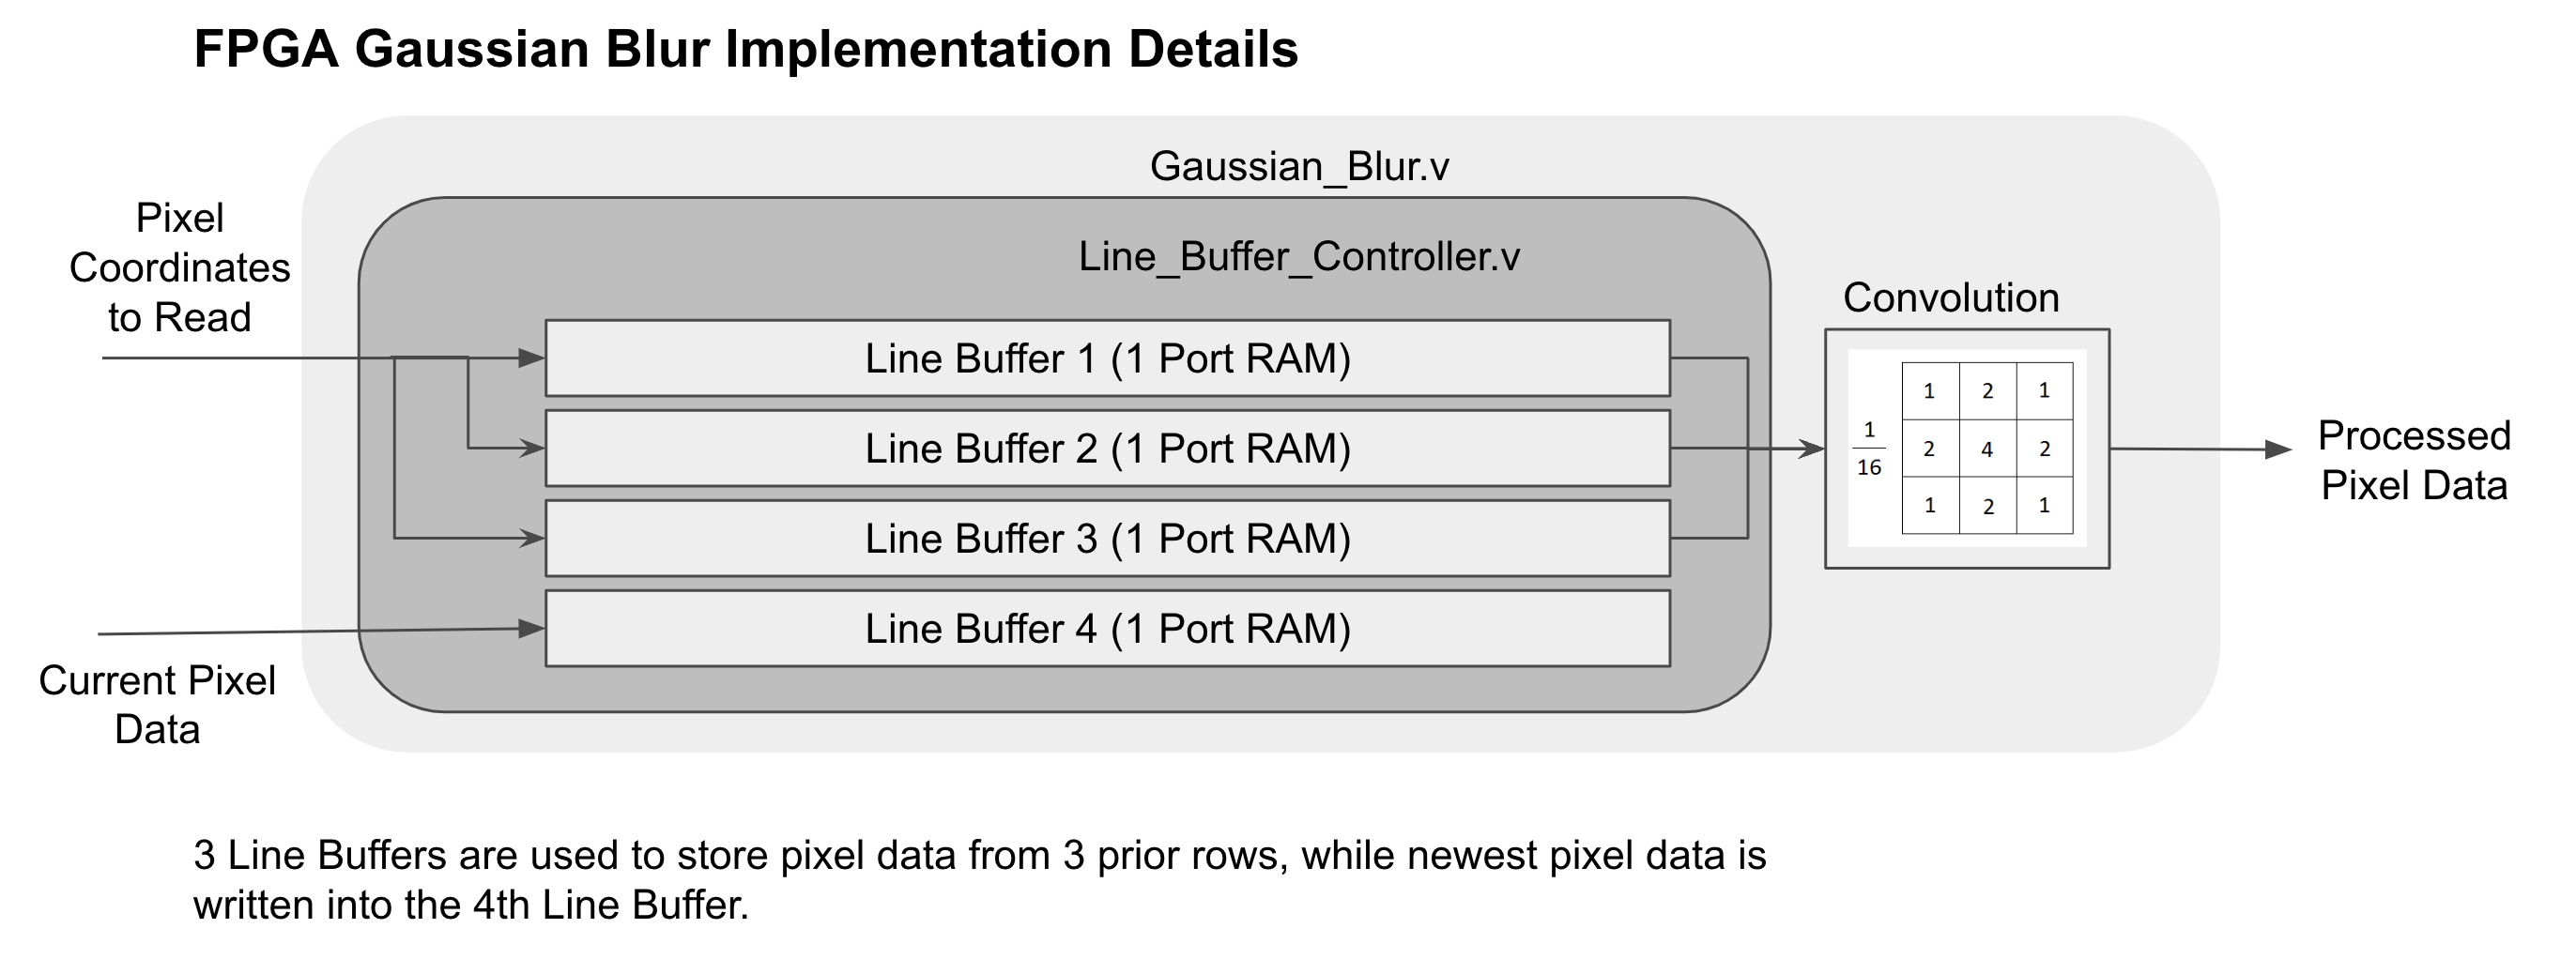 FPGA Gaussian Blur Implementation Details
Gaussian_Blur.v
Line_Buffer_Controller.v
Pixel
Coordinates
to Read
Line Buffer 1 (1 Port RAM)
Line Buffer 2 (1 Port RAM)
Line Buffer 3 (1 Port RAM)
Line Buffer 4 (1 Port RAM)
Current Pixel
Data
Convolution
1
16
1 2 1
2 4 2
1 2 1
Processed
Pixel Data
3 Line Buffers are used to store pixel data from 3 prior rows, while newest pixel data is
written into the 4th Line Buffer.